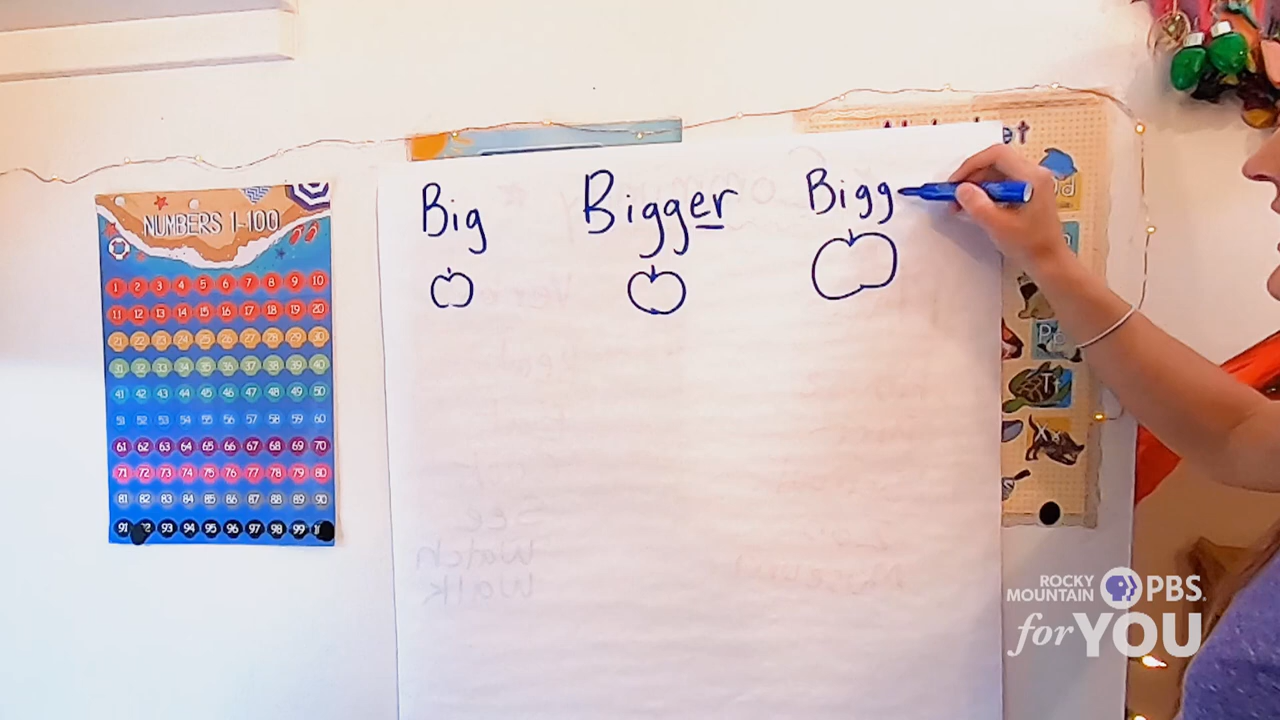 Big Bigger Bigg
NUMBERS 1-100
1 2 3 4 5 6 7 8 9 10
11 12 13 14 15 16 17 18 19 20
21 22 23 24 25 26 27 28 29 30
31 32 33 34 35 36 37 38 39 40
41 42 43 44 45 46 47 48 49 50
51 52 53 54 55 56 57 58 59 60
61 62 63 64 65 66 67 68 69 70
71 72 73 74 75 76 77 78 79 80
81 82 83 84 85 86 87 88 89 90
91 93 94 95 96 97 98 99
Pp
Tt
see
watch
walk
ROCKY
MOUNTAIN PBS.
for YOU